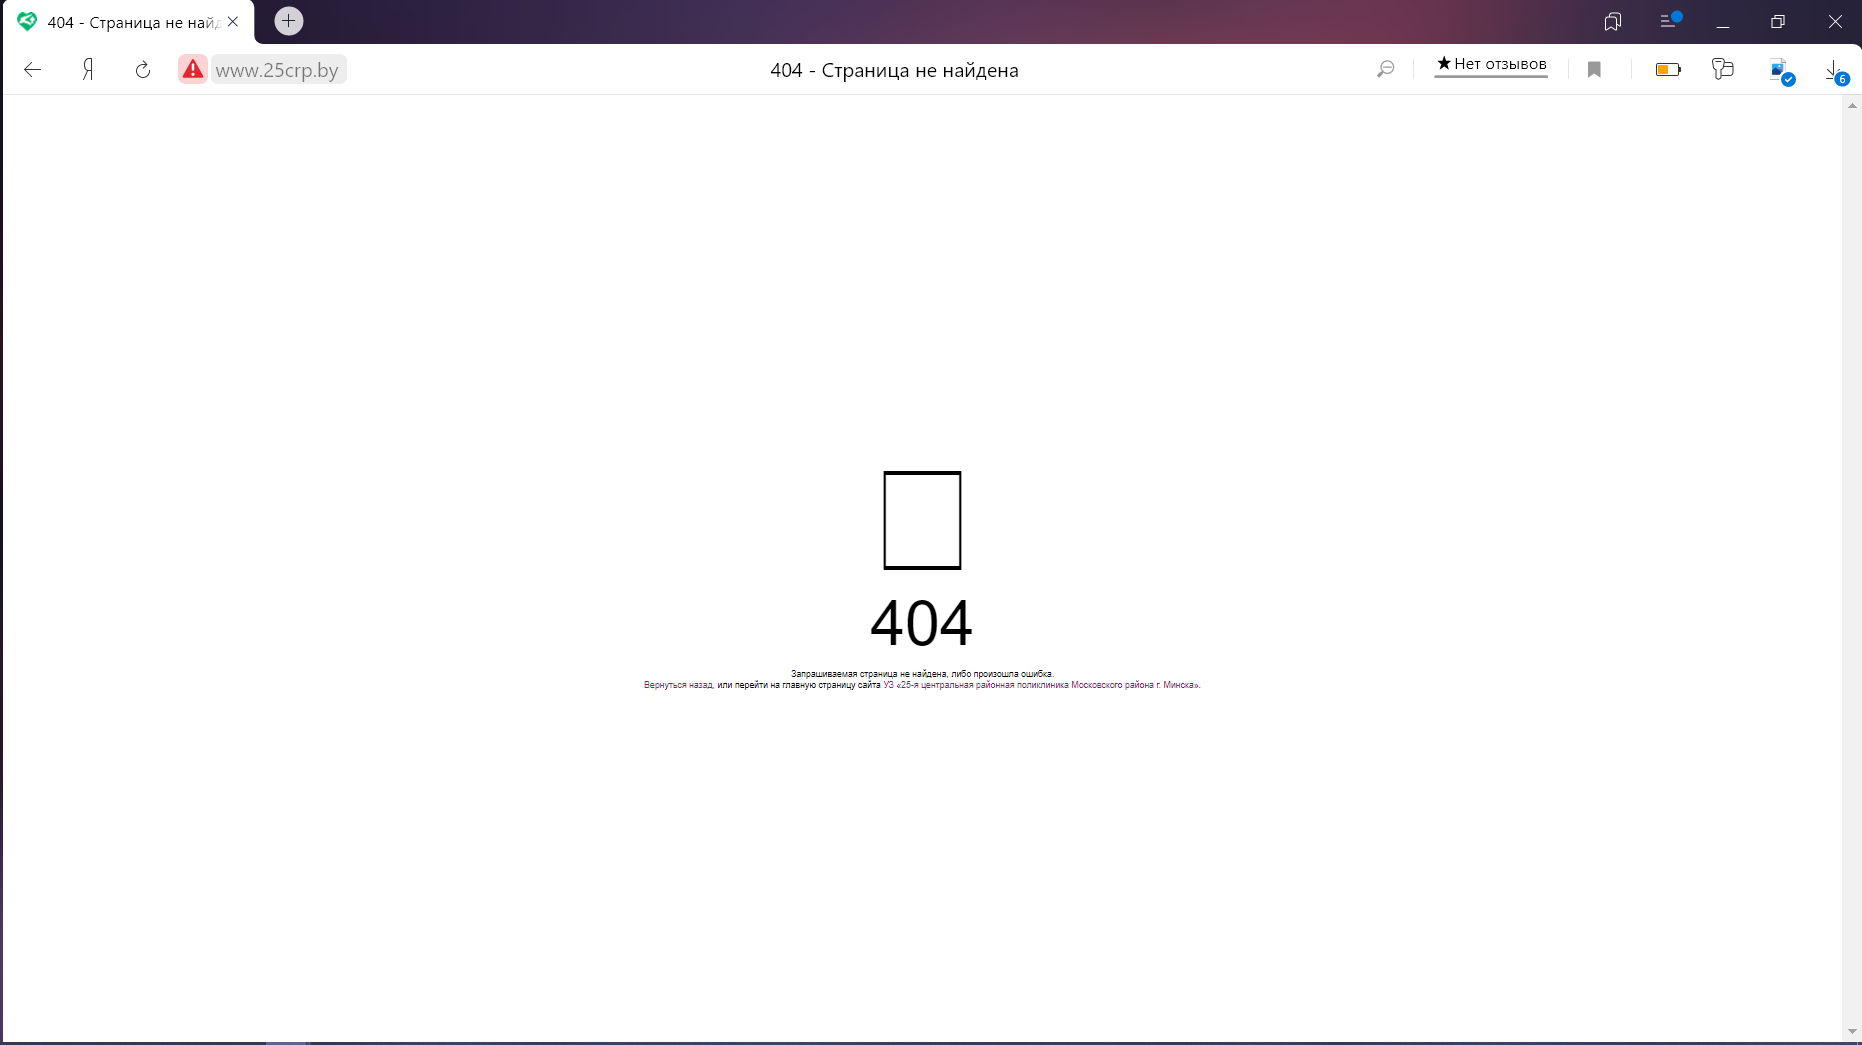 404 - Страница не найд
Я
www.25crp.by
404 - Страница не найдена
★ Нет отзывов
6
404
Запрашиваемая страница не найдена, либо произошла ошибка.
Вернуться назад, или перейти на главную страницу сайта УЗ «25-я центральная районная поликлиника Московского района г. Минска».